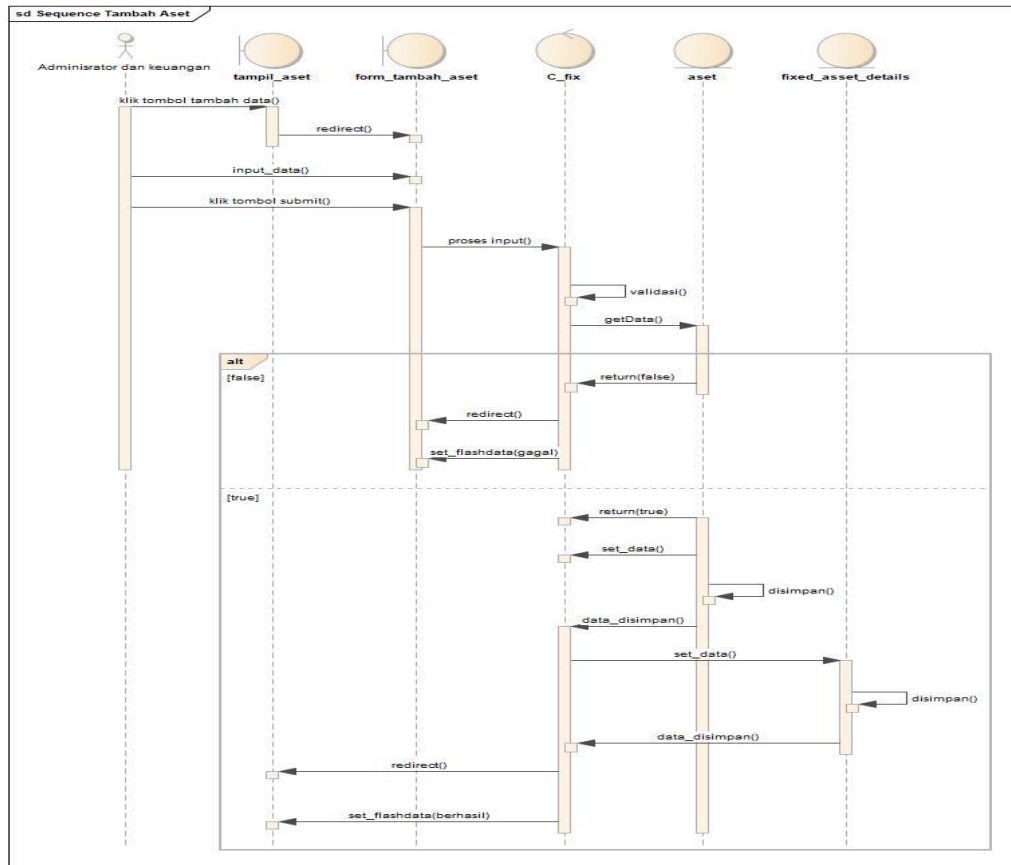 sd Sequence Tambah Aset
Adminisrator dan keuangan
tampil_aset
form_tambah_aset
C_fix
aset
fixed_asset_details
klik tombol tambah data()
redirect()
input_data()
klik tombol submit()
proses input()
validasi()
getData()
alt
[false]
return(false)
redirect()
set_flashdata(gagal)
[true]
return(true)
set_data()
disimpan()
data_disimpan()
set_data()
disimpan()
data_disimpan()
redirect()
set_flashdata(berhasil)